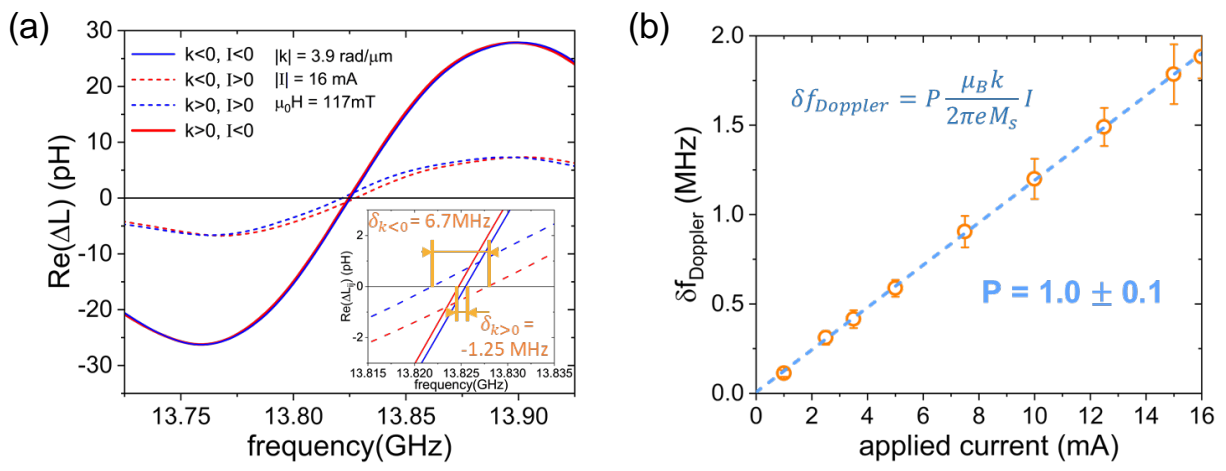 (a)
30
20
10
0
-10
-20
-30
Re(ΔL) (pH)
k<0, I<0 |k| = 3.9 rad/μm
k<0, I>0 |I| = 16 mA
k>0, I>0 μ₀H = 117mT
k>0, I<0
13.75 13.80 13.85 13.90
frequency(GHz)
δk<0 = 6.7MHz
2
0
-2
Re(ΔLij) (pH)
δk>0 =
-1.25 MHz
13.815 13.820 13.825 13.830 13.835
frequency(GHz)
(b)
2.0
1.5
1.0
0.5
0.0
δfDoppler (MHz)
δfDoppler = P μBk / 2πeMs I
P = 1.0 ± 0.1
0 2 4 6 8 10 12 14 16
applied current (mA)